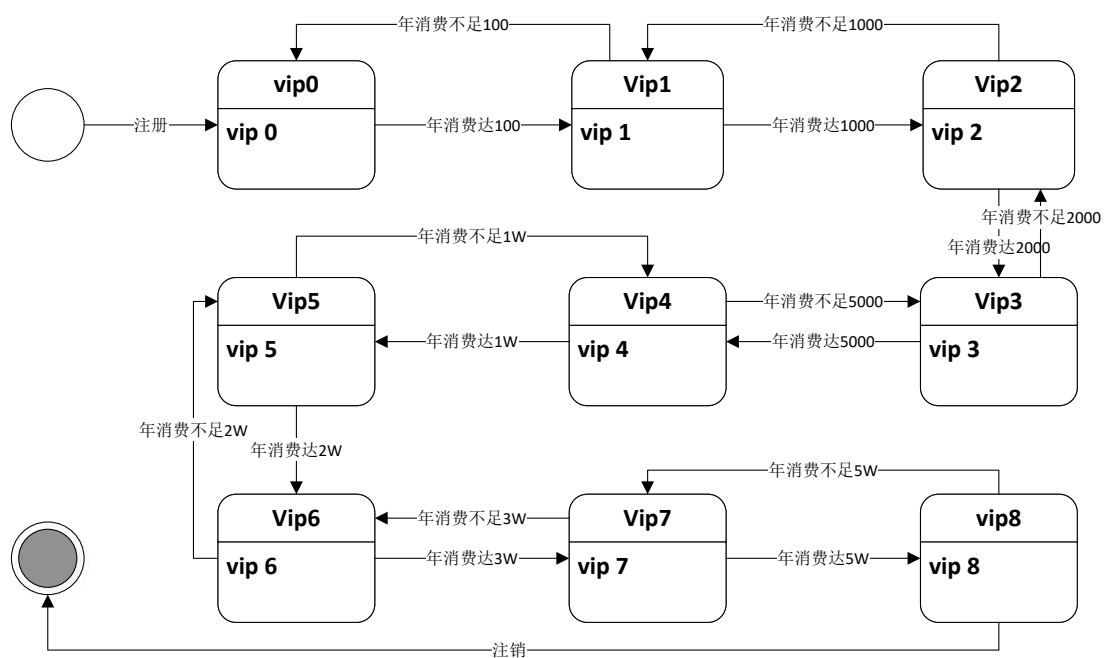 年消费不足100
年消费不足1000
vip0
Vip1
Vip2
注册
vip 0
年消费达100
vip 1
年消费达1000
vip 2
年消费不足2000
年消费达2000
年消费不足1W
Vip5
Vip4
年消费不足5000
Vip3
vip 5
年消费达1W
vip 4
年消费达5000
vip 3
年消费不足2W
年消费达2W
年消费不足5W
Vip6
年消费不足3W
Vip7
vip8
vip 6
年消费达3W
vip 7
年消费达5W
vip 8
注销